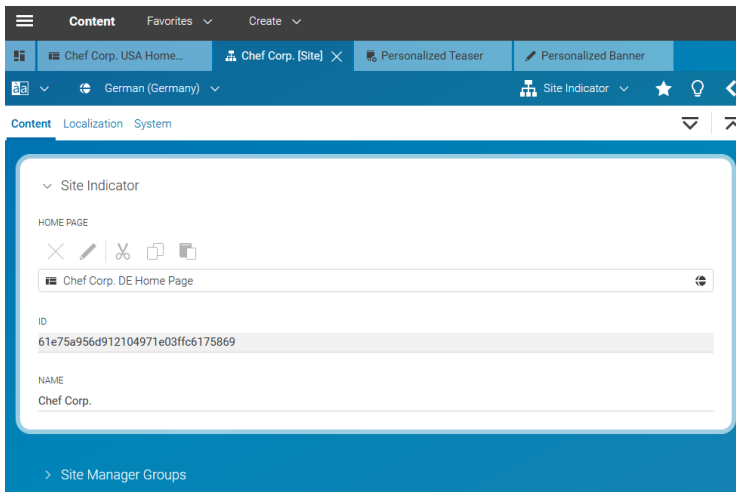 Content Favorites Create
Chef Corp. USA Home... Chef Corp. [Site] Personalized Teaser Personalized Banner
àa German (Germany) Site Indicator
Content Localization System
Site Indicator
HOME PAGE
Chef Corp. DE Home Page
ID
61e75a956d912104971e03ffc6175869
NAME
Chef Corp.
Site Manager Groups